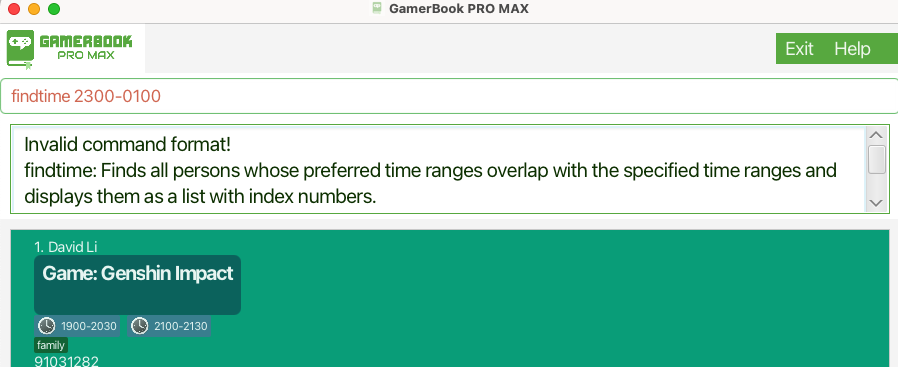 GamerBook PRO MAX
GAMERBOOK
PRO MAX
Exit Help
findtime 2300-0100
Invalid command format!
findtime: Finds all persons whose preferred time ranges overlap with the specified time ranges and
displays them as a list with index numbers.
1. David Li
Game: Genshin Impact
1900-2030 2100-2130
family
91031282